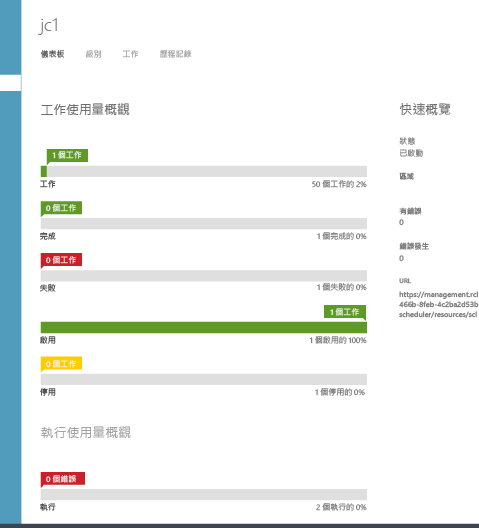 jc1
儀表板 級別 工作 歷程記錄
工作使用量概觀
1 個工作
工作 50 個工作的 2%
0 個工作
完成 1 個完成的 0%
0 個工作
失敗 1 個失敗的 0%
1 個工作
啟用 1 個啟用的 100%
0 個工作
停用 1 個停用的 0%
執行使用量概觀
0 個錯誤
執行 2 個執行的 0%
快速概覽
狀態
已啟動
區域
有錯誤
0
錯誤發生
0
URL
https://management.rcl
466b-8feb-4c2ba2d53b
scheduler/resources/scl